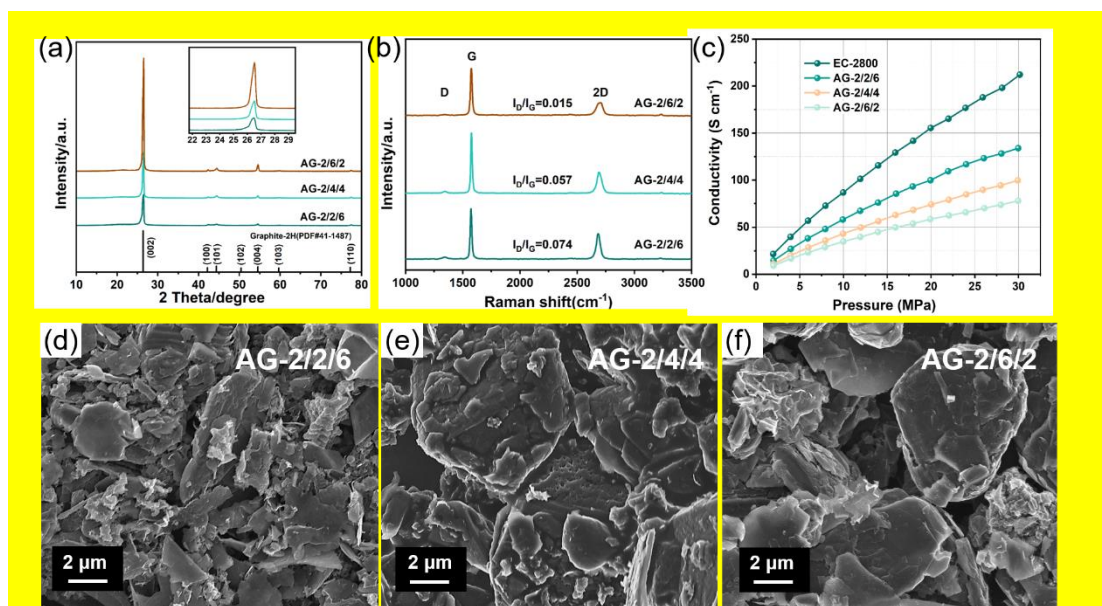 (a)
Intensity/a.u.
22 23 24 25 26 27 28 29
AG-2/6/2
AG-2/4/4
AG-2/2/6
Graphite-2H(PDF#41-1487)
(002)
(100)
(101)
(102)
(004)
(103)
(110)
10 20 30 40 50 60 70 80
2 Theta/degree
(b)
Intensity/a.u.
D
G
2D
I_D/I_G=0.015
AG-2/6/2
I_D/I_G=0.057
AG-2/4/4
I_D/I_G=0.074
AG-2/2/6
1000 1500 2000 2500 3000 3500
Raman shift(cm⁻¹)
(c)
Conductivity (S cm⁻¹)
250
200
150
100
50
0
EC-2800
AG-2/2/6
AG-2/4/4
AG-2/6/2
0 5 10 15 20 25 30
Pressure (MPa)
(d)
AG-2/2/6
2 μm
(e)
AG-2/4/4
2 μm
(f)
AG-2/6/2
2 μm